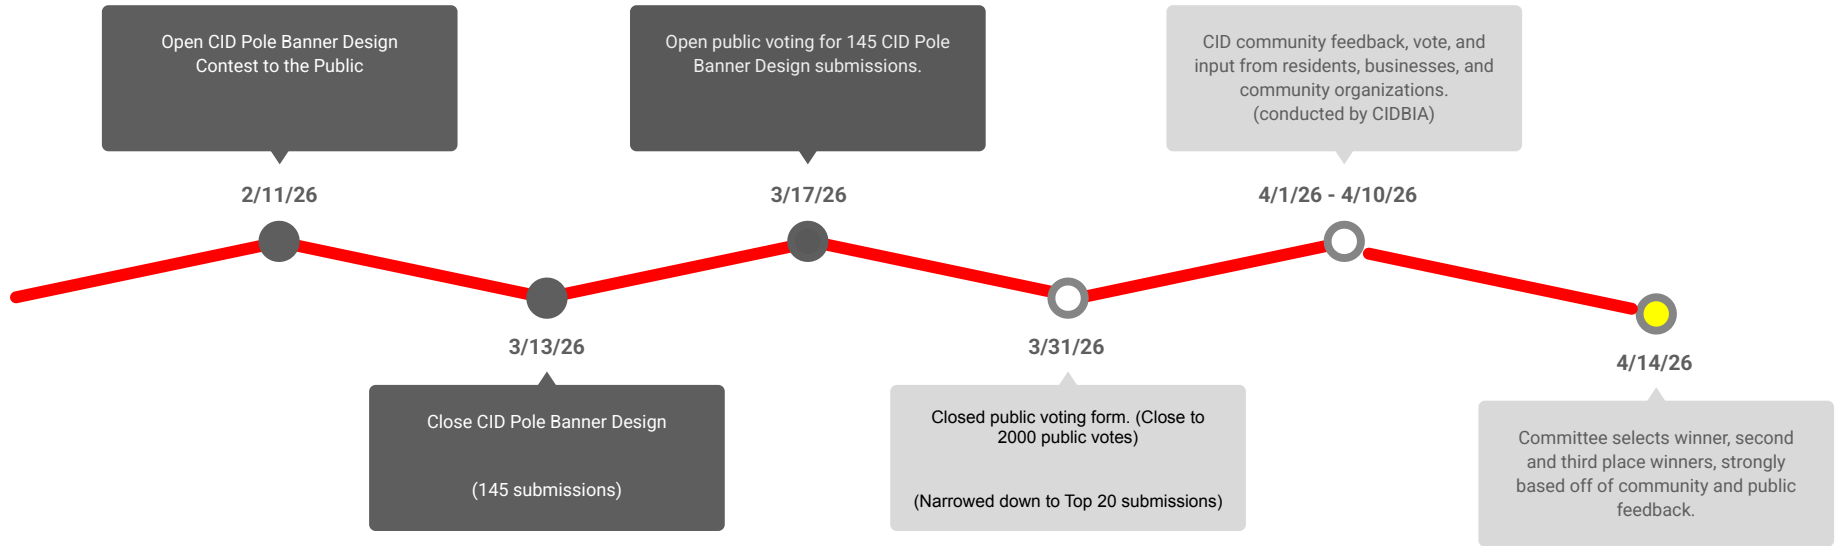 Open CID Pole Banner Design
Contest to the Public
2/11/26
3/13/26
Close CID Pole Banner Design
(145 submissions)
Open public voting for 145 CID Pole
Banner Design submissions.
3/17/26
3/31/26
Closed public voting form. (Close to
2000 public votes)
(Narrowed down to Top 20 submissions)
CID community feedback, vote, and
input from residents, businesses, and
community organizations.
(conducted by CIDBIA)
4/1/26 - 4/10/26
4/14/26
Committee selects winner, second
and third place winners, strongly
based off of community and public
feedback.